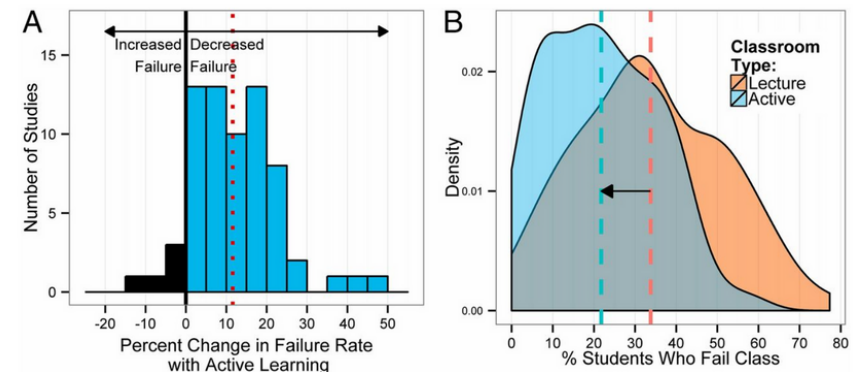 A
Increased Decreased
Failure Failure
Number of Studies
15
10
5
0
-20 -10 0 10 20 30 40 50
Percent Change in Failure Rate
with Active Learning
B
Classroom
Type:
Lecture
Active
Density
0.02
0.01
0.00
0 10 20 30 40 50 60 70 80
% Students Who Fail Class